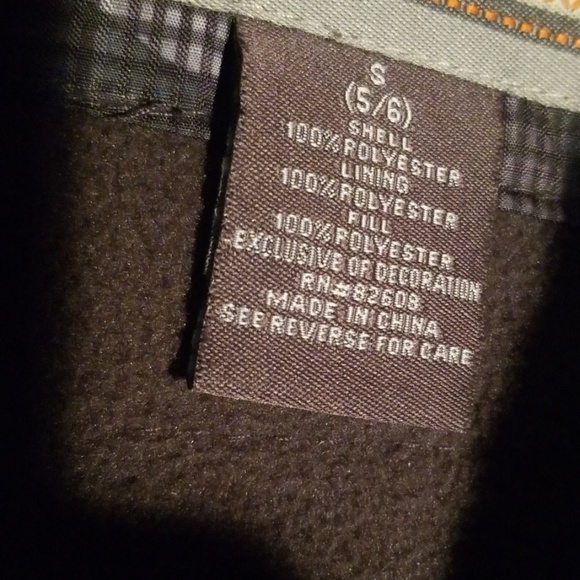 S
(5/6)
SHELL
100% POLYESTER
LINING
100% POLYESTER
FILL
100% POLYESTER
EXCLUSIVE OF DECORATION
RN#82608
MADE IN CHINA
SEE REVERSE FOR CARE